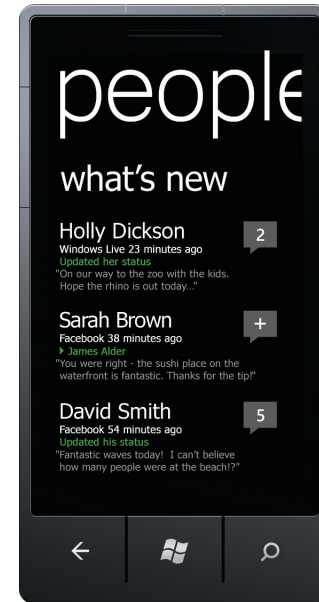 people
what's new
Holly Dickson
2
Windows Live 23 minutes ago
Updated her status
"On our way to the zoo with the kids.
Hope the rhino is out today..."
Sarah Brown
+
Facebook 38 minutes ago
James Alder
"You were right - the sushi place on the
waterfront is fantastic. Thanks for the tip!"
David Smith
5
Facebook 54 minutes ago
Updated his status
"Fantastic waves today!  I can't believe
how many people were at the beach!?"